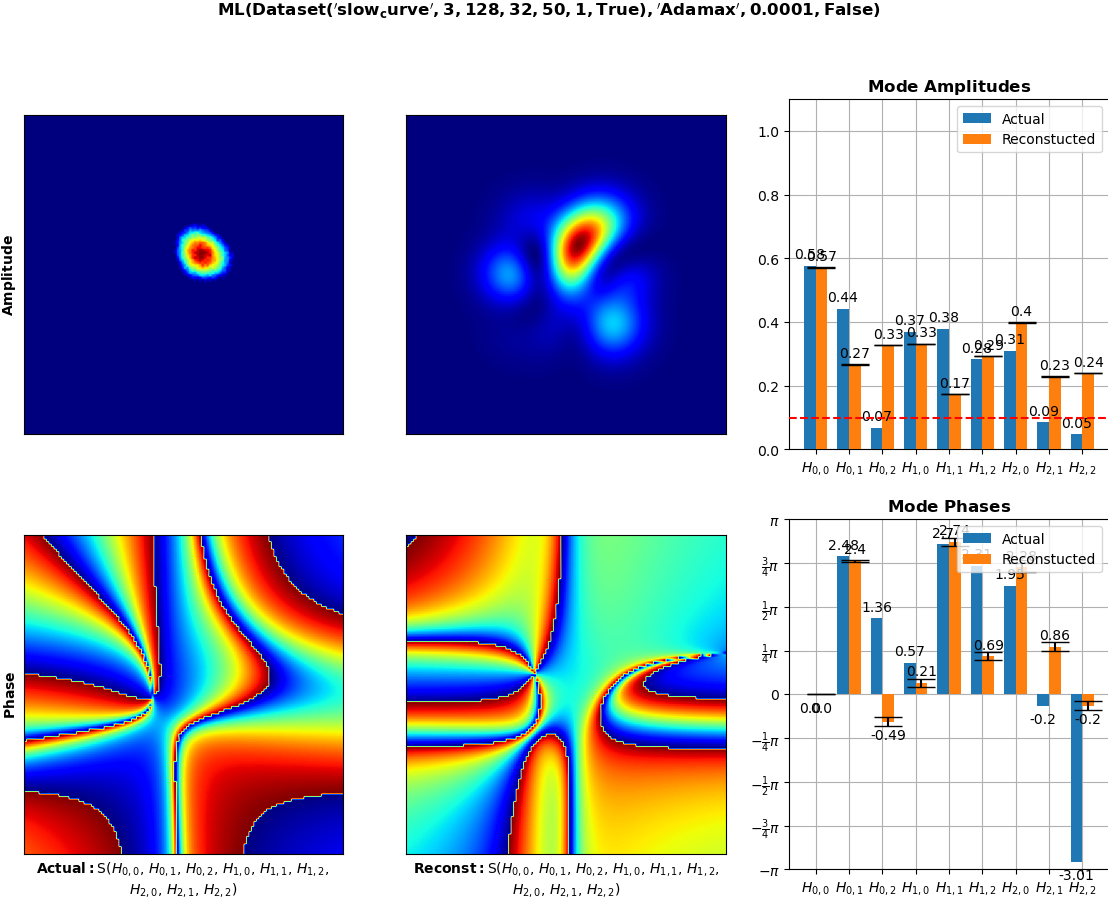 ML(Dataset('slow_curve', 3, 128, 32, 50, 1, True), 'Adamax', 0.0001, False)
Mode Amplitudes
Actual
Reconstucted
1.0
0.8
0.6
0.4
0.2
0.0
0.58 0.57 0.44 0.27 0.07 0.33 0.37 0.33 0.38 0.17 0.28 0.29 0.31 0.4 0.09 0.23 0.05 0.24
H0,0 H0,1 H0,2 H1,0 H1,1 H1,2 H2,0 H2,1 H2,2
Amplitude
Mode Phases
Actual
Reconstucted
π
3/4π
1/2π
1/4π
0
−1/4π
−1/2π
−3/4π
−π
0.0 0.0 2.48 2.4 1.36 -0.49 0.57 0.21 2.7 2.74 0.69 1.95 -0.2 0.86 -3.01 -0.2
H0,0 H0,1 H0,2 H1,0 H1,1 H1,2 H2,0 H2,1 H2,2
Phase
Actual: S(H0,0, H0,1, H0,2, H1,0, H1,1, H1,2,
H2,0, H2,1, H2,2)
Reconst: S(H0,0, H0,1, H0,2, H1,0, H1,1, H1,2,
H2,0, H2,1, H2,2)